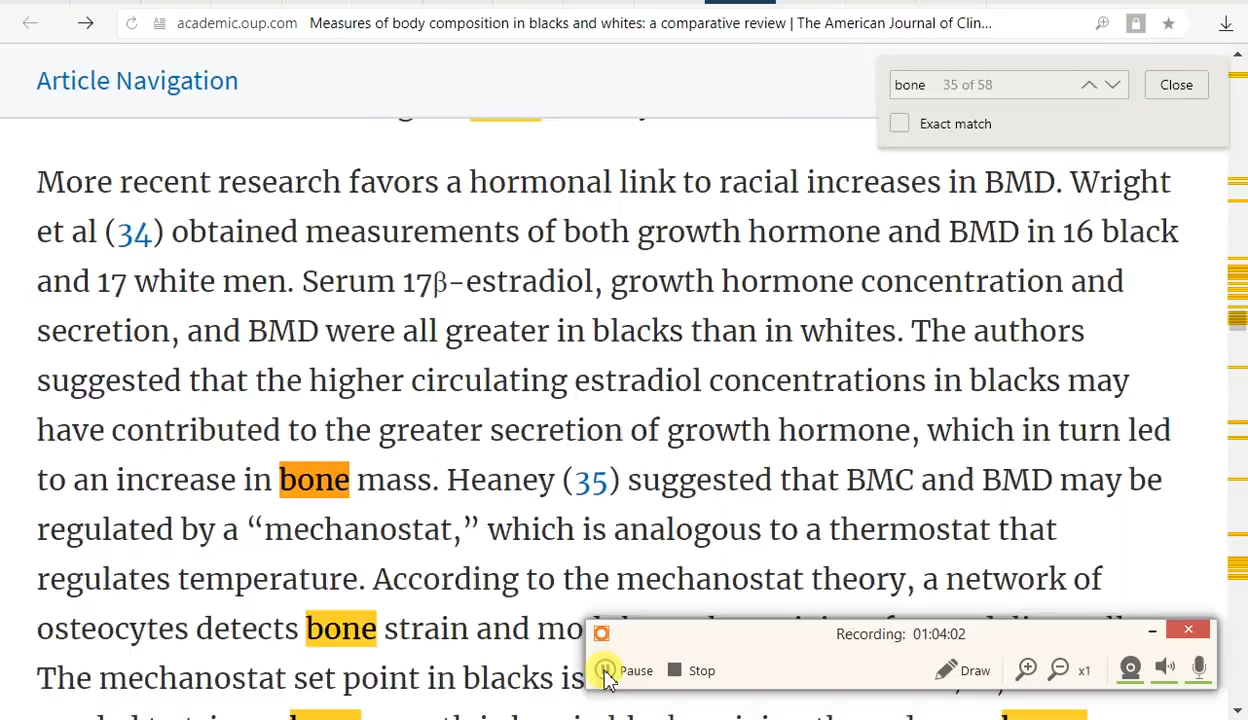 academic.oup.com Measures of body composition in blacks and whites: a comparative review | The American Journal of Clin...
Article Navigation
bone 35 of 58
Close
Exact match
More recent research favors a hormonal link to racial increases in BMD. Wright
et al (34) obtained measurements of both growth hormone and BMD in 16 black
and 17 white men. Serum 17β-estradiol, growth hormone concentration and
secretion, and BMD were all greater in blacks than in whites. The authors
suggested that the higher circulating estradiol concentrations in blacks may
have contributed to the greater secretion of growth hormone, which in turn led
to an increase in bone mass. Heaney (35) suggested that BMC and BMD may be
regulated by a “mechanostat,” which is analogous to a thermostat that
regulates temperature. According to the mechanostat theory, a network of
osteocytes detects bone strain and
The mechanostat set point in blacks is
Recording: 01:04:02
Pause Stop Draw x1